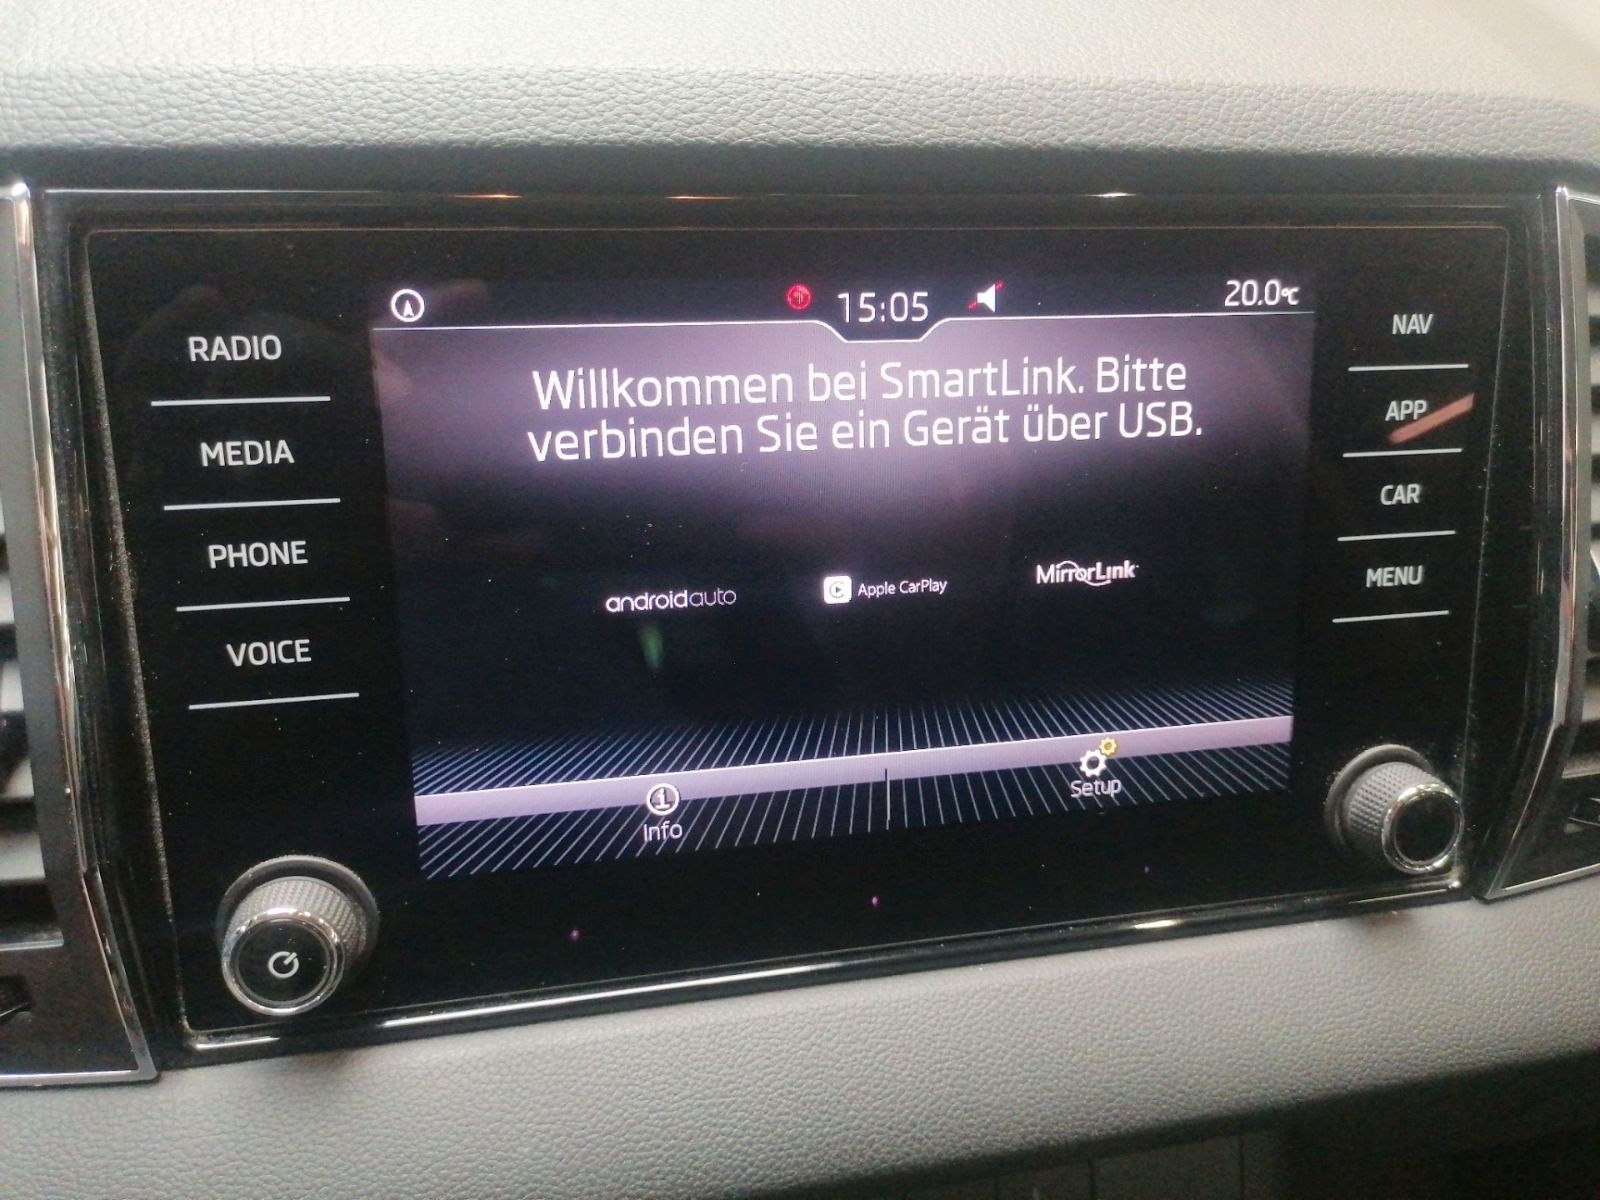 15:05
20.0°C
RADIO
MEDIA
PHONE
VOICE
Willkommen bei SmartLink. Bitte
verbinden Sie ein Gerät über USB.
androidauto
Apple CarPlay
MirrorLink
Info
Setup
NAV
APP
CAR
MENU